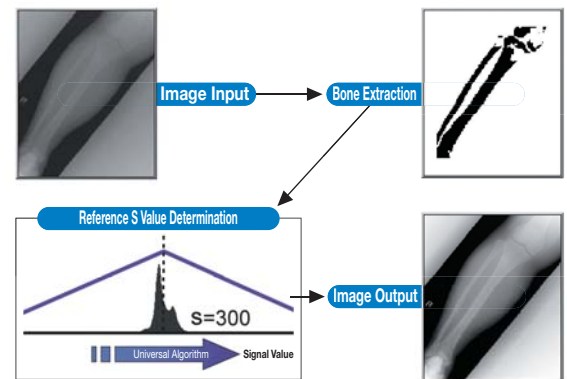 Image Input
Bone Extraction
Reference S Value Determination
s=300
Universal Algorithm
Signal Value
Image Output